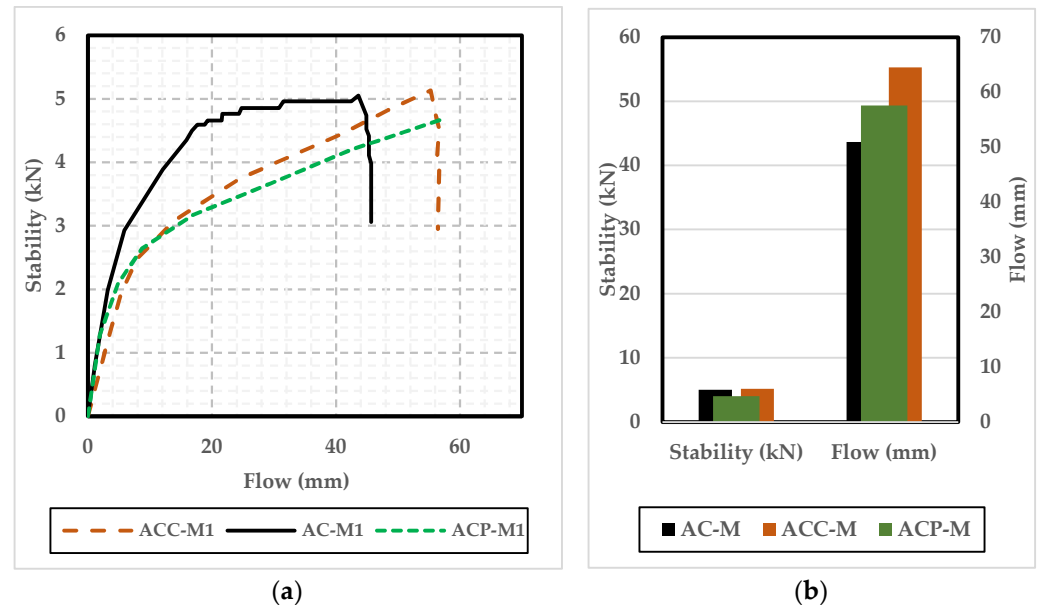 6
5
4
3
2
1
0
Stability (kN)
0 20 40 60
Flow (mm)
ACC-M1 AC-M1 ACP-M1
(a)
60
50
40
30
20
10
0
Stability (kN)
70
60
50
40
30
20
10
0
Flow (mm)
Stability (kN) Flow (mm)
AC-M ACC-M ACP-M
(b)